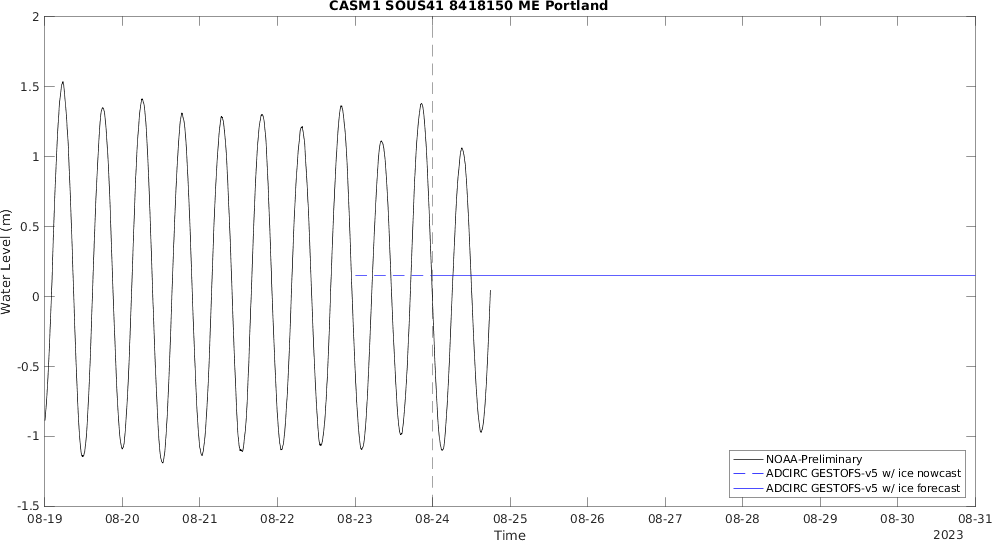 CASM1 SOUS41 8418150 ME Portland
2
1.5
1
0.5
0
-0.5
-1
-1.5
Water Level (m)
08-19 08-20 08-21 08-22 08-23 08-24 08-25 08-26 08-27 08-28 08-29 08-30 08-31
Time
2023
NOAA-Preliminary
ADCIRC GESTOFS-v5 w/ ice nowcast
ADCIRC GESTOFS-v5 w/ ice forecast